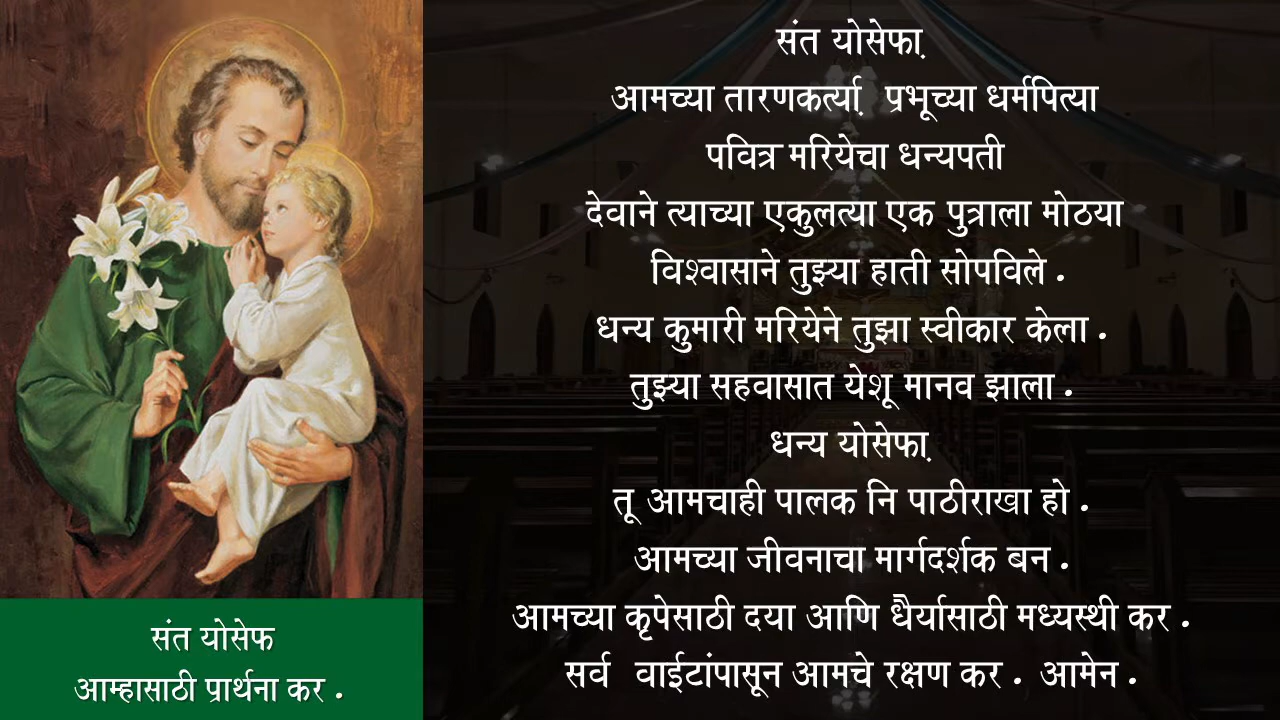 संत योसेफा़
आमच्या तारणकर्त्या़ प्रभूच्या धर्मपित्या
पवित्र मरियेचा धन्यपती
देवाने त्याच्या एकुलत्या एक पुत्राला मोठया
विश्वासाने तुझ्या हाती सोपविले .
धन्य कुमारी मरियेने तुझा स्वीकार केला .
तुझ्या सहवासात येशू मानव झाला .
धन्य योसेफा़
तू आमचाही पालक नि पाठीराखा हो .
आमच्या जीवनाचा मार्गदर्शक बन .
आमच्या कृपेसाठी दया आणि धैर्यासाठी मध्यस्थी कर .
सर्व वाईटांपासून आमचे रक्षण कर . आमेन .
संत योसेफ
आम्हासाठी प्रार्थना कर .